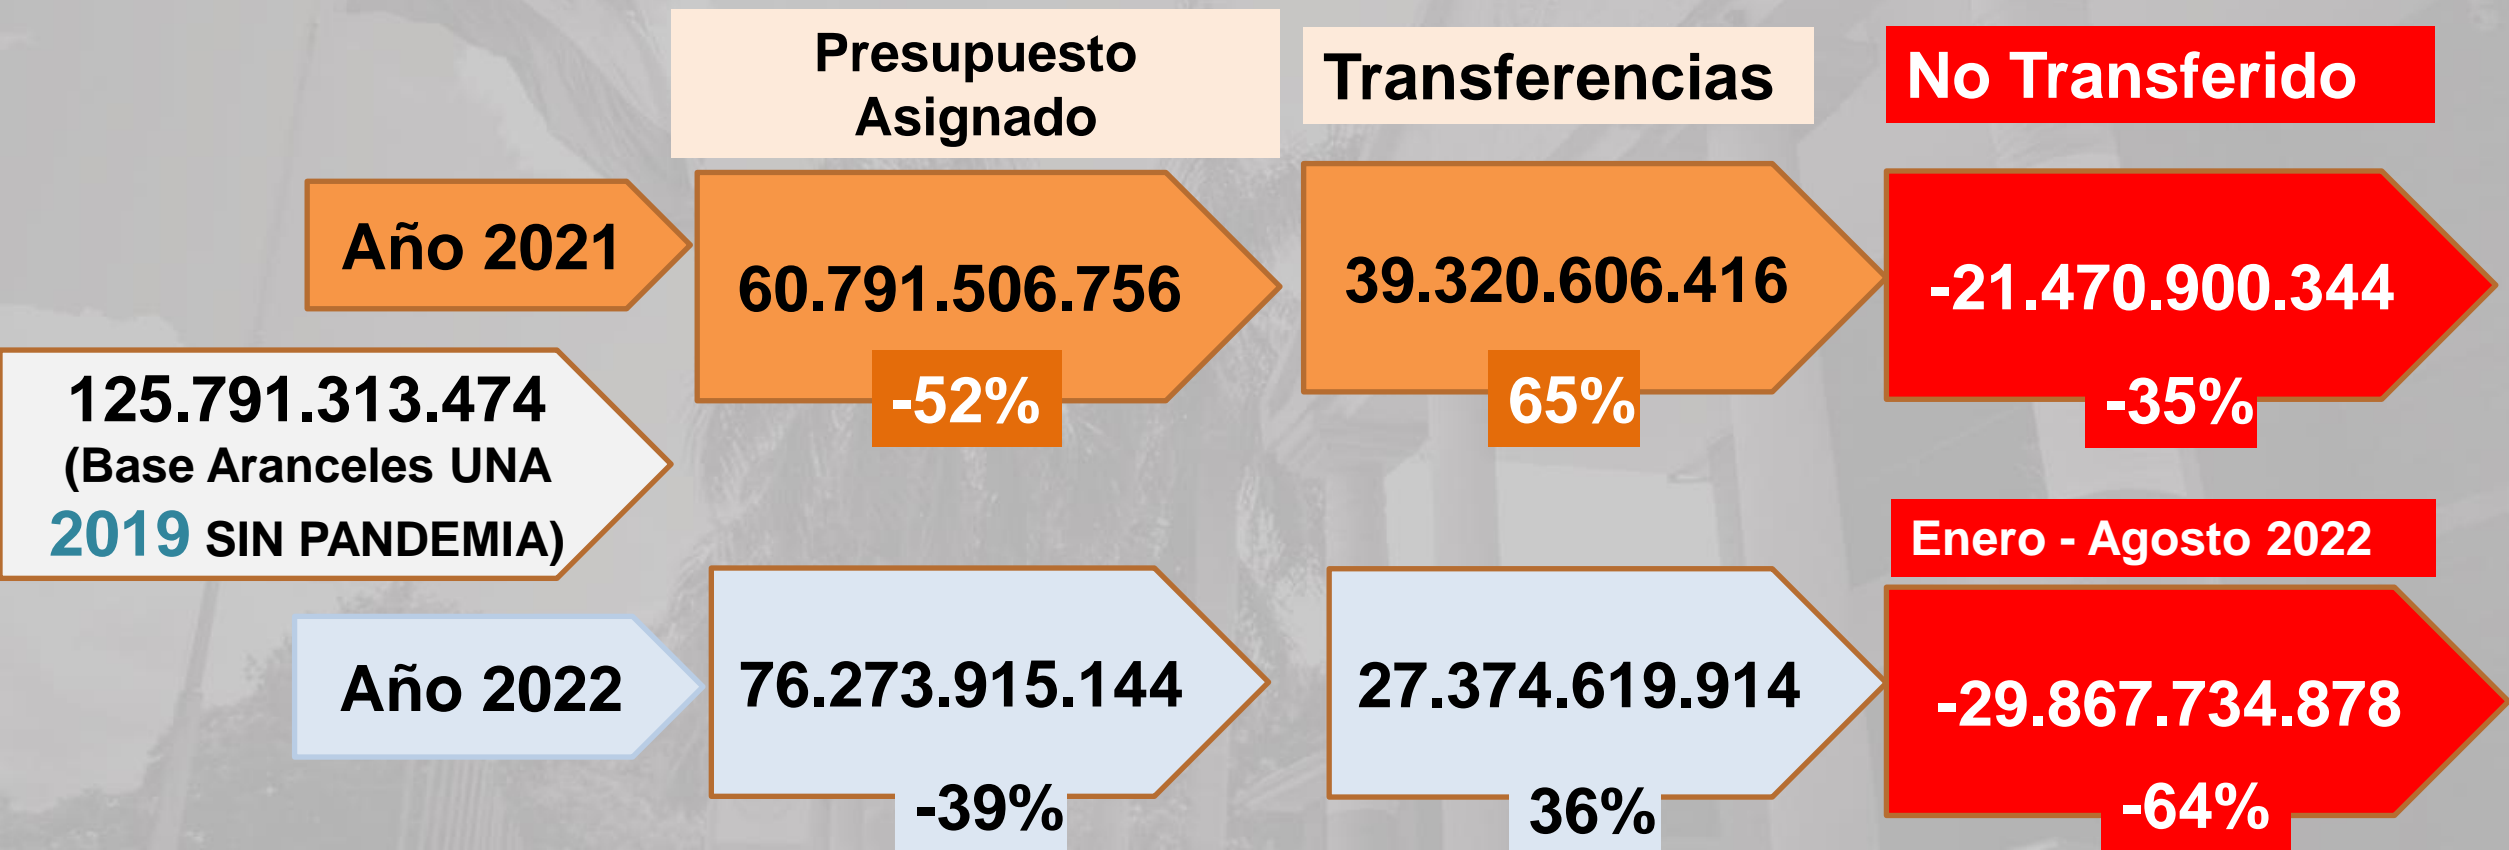 Presupuesto
Asignado
Transferencias
No Transferido
Año 2021
60.791.506.756
-52%
39.320.606.416
65%
-21.470.900.344
-35%
125.791.313.474
(Base Aranceles UNA
2019 SIN PANDEMIA)
Enero - Agosto 2022
Año 2022
76.273.915.144
-39%
27.374.619.914
36%
-29.867.734.878
-64%